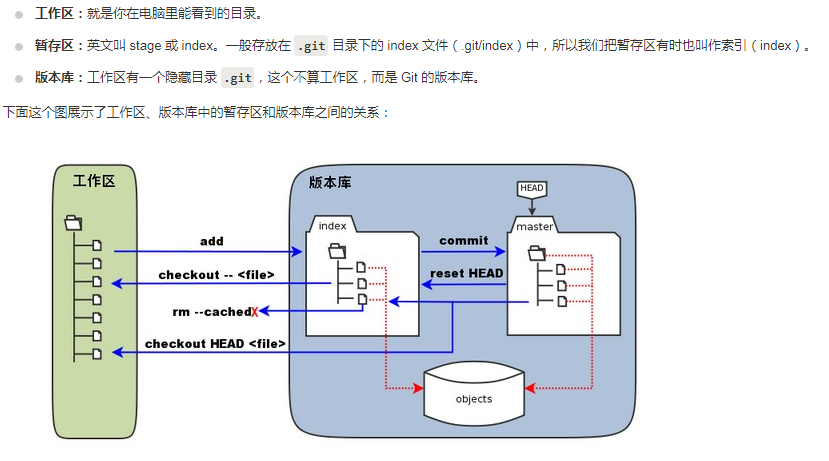 工作区：就是你在电脑里能看到的目录。
暂存区：英文叫 stage 或 index。一般存放在 .git 目录下的 index 文件（.git/index）中，所以我们把暂存区有时也叫作索引（index）。
版本库：工作区有一个隐藏目录 .git，这个不算工作区，而是 Git 的版本库。
下面这个图展示了工作区、版本库中的暂存区和版本库之间的关系：
工作区
版本库
HEAD
index
master
add
commit
checkout -- <file>
reset HEAD
rm --cached
X
checkout HEAD <file>
objects